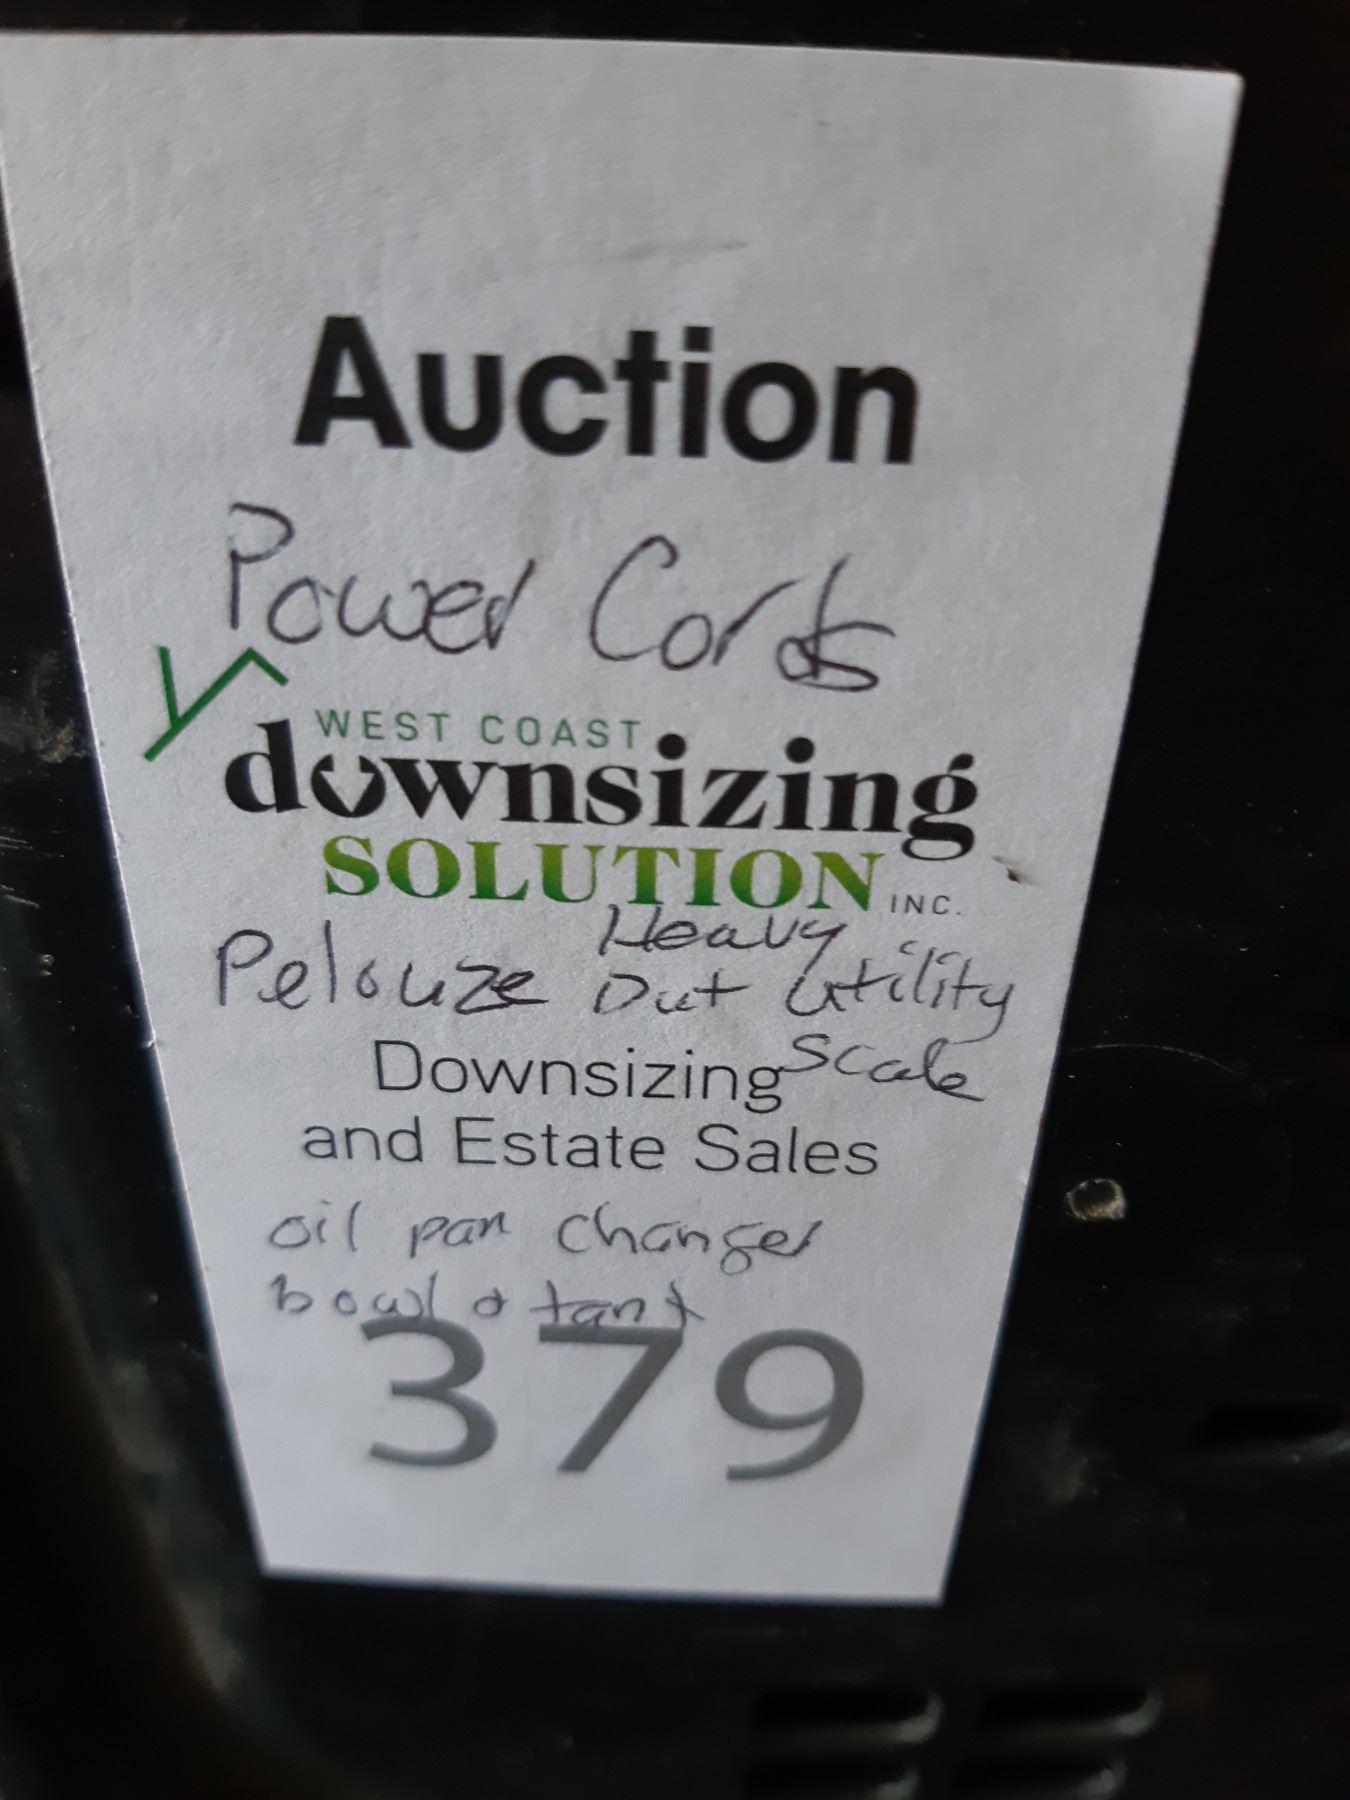 Auction
Power Cords
WEST COAST
downsizing
SOLUTION INC.
Heavy
Pelouze Dut Utility
Scale
Downsizing
and Estate Sales
oil pan changer
bowl & tank
379